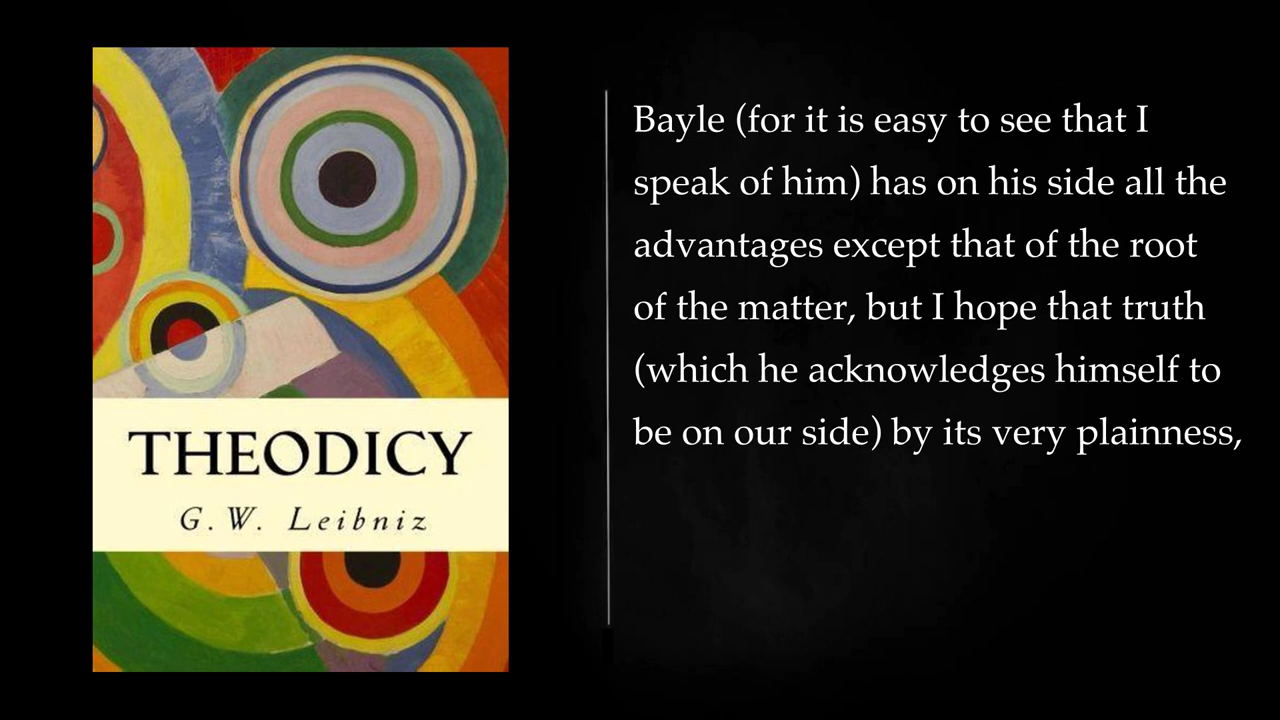 THEODICY
G. W. Leibniz
Bayle (for it is easy to see that I
speak of him) has on his side all the
advantages except that of the root
of the matter, but I hope that truth
(which he acknowledges himself to
be on our side) by its very plainness,